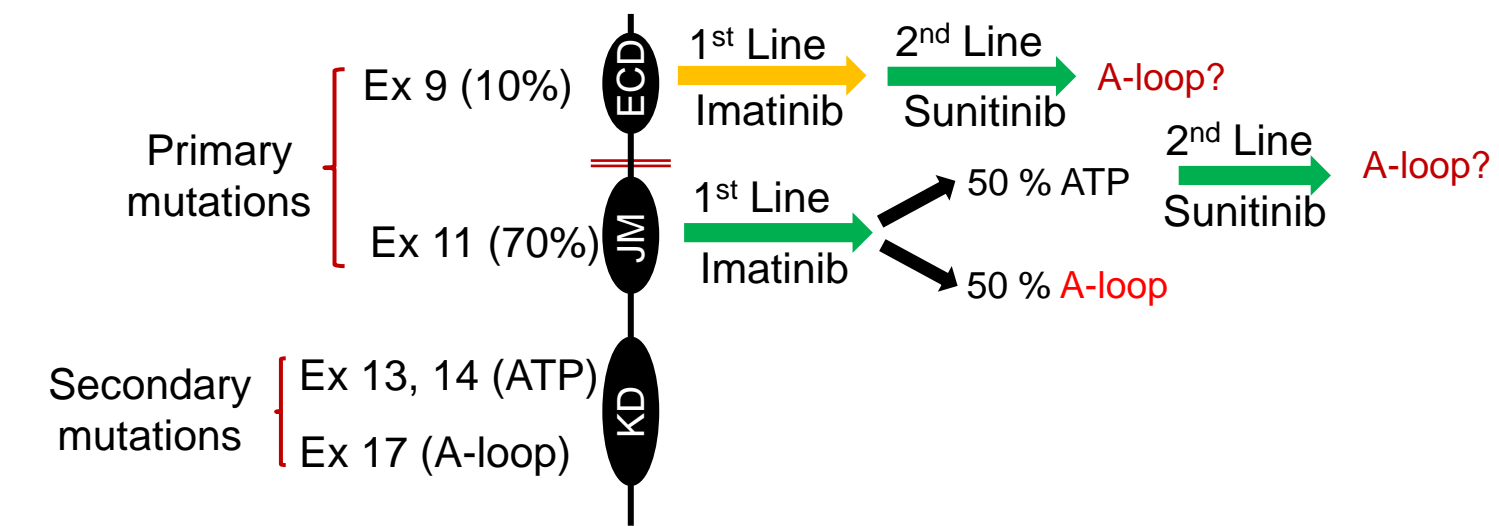 Primary
mutations
Ex 9 (10%)
Ex 11 (70%)
Secondary
mutations
Ex 13, 14 (ATP)
Ex 17 (A-loop)
ECD
JM
KD
1st Line
Imatinib
2nd Line
Sunitinib
A-loop?
1st Line
Imatinib
50 % ATP
50 % A-loop
2nd Line
Sunitinib
A-loop?